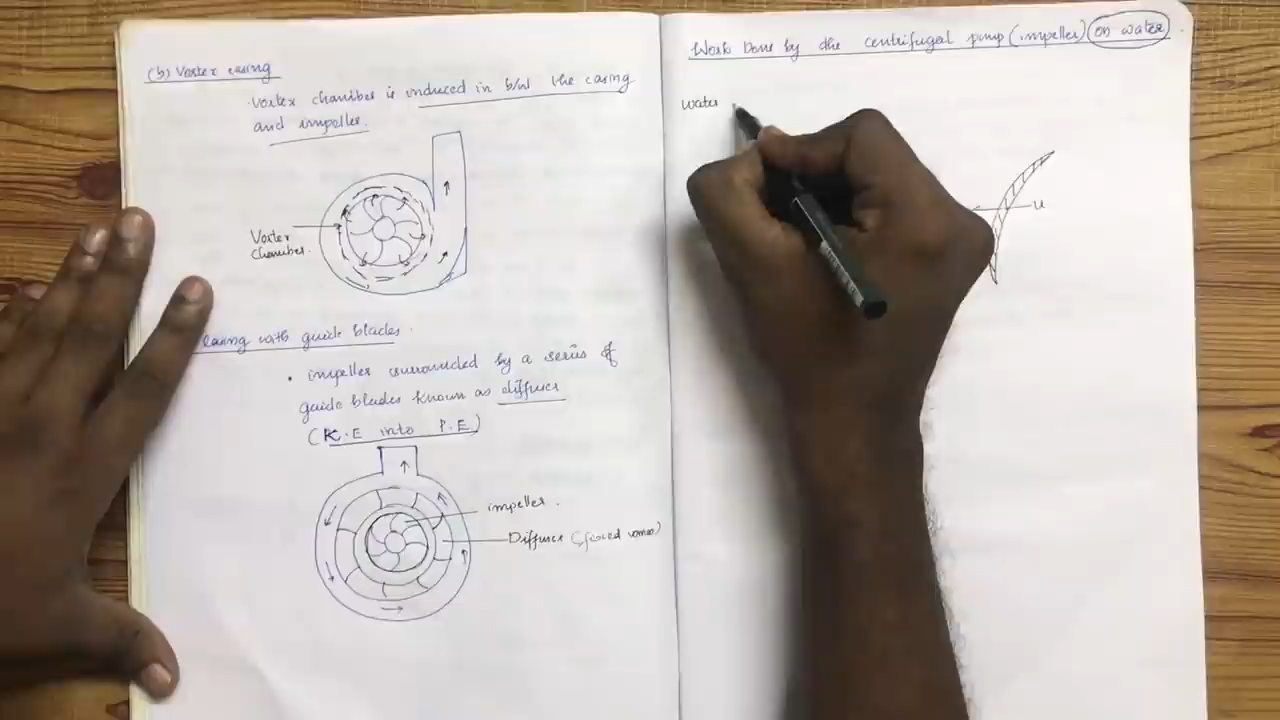 (b) Vortex casing
. Vortex chamber is induced in b/w the casing
and impeller.
Vortex
chamber.
casing with guide blades.
. impeller surrounded by a series of
guide blades known as diffuser
(K.E into P.E)
impeller.
Diffuser (fixed vanes)
Work done by the centrifugal pump (impeller) on water.
water
u